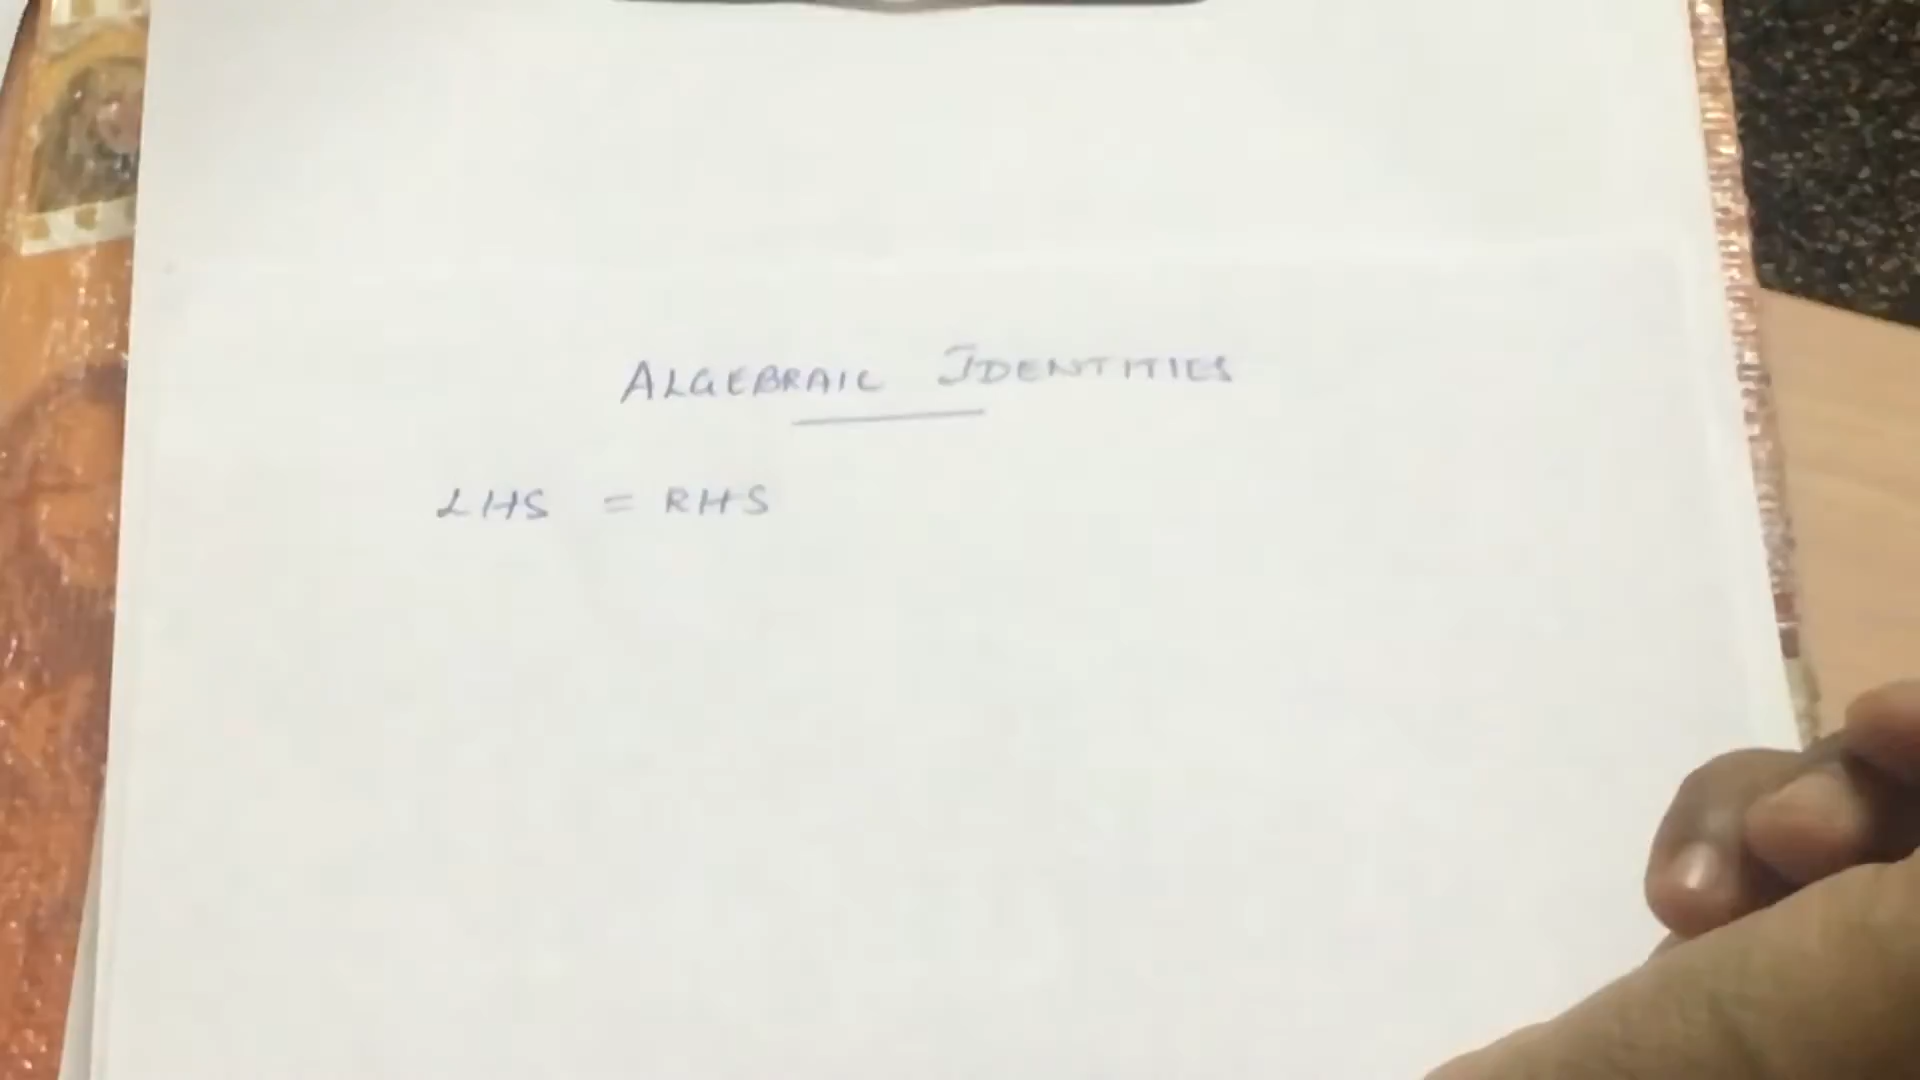 ALGEBRAIC IDENTITIES
LHS = RHS